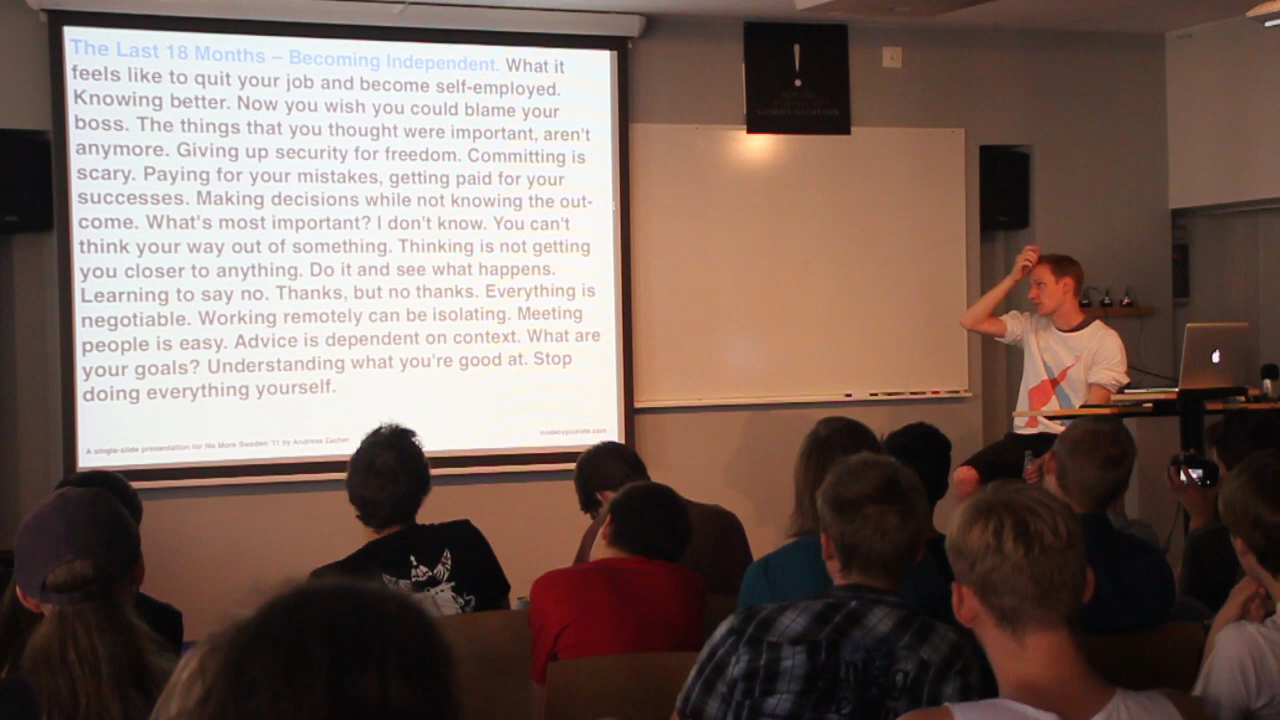 The Last 18 Months – Becoming Independent. What it
feels like to quit your job and become self-employed.
Knowing better. Now you wish you could blame your
boss. The things that you thought were important, aren't
anymore. Giving up security for freedom. Committing is
scary. Paying for your mistakes, getting paid for your
successes. Making decisions while not knowing the out-
come. What's most important? I don't know. You can't
think your way out of something. Thinking is not getting
you closer to anything. Do it and see what happens.
Learning to say no. Thanks, but no thanks. Everything is
negotiable. Working remotely can be isolating. Meeting
people is easy. Advice is dependent on context. What are
your goals? Understanding what you're good at. Stop
doing everything yourself.
A single-slide presentation for No More Sweden '11 by Andreas Zecher
madebypixelate.com
!